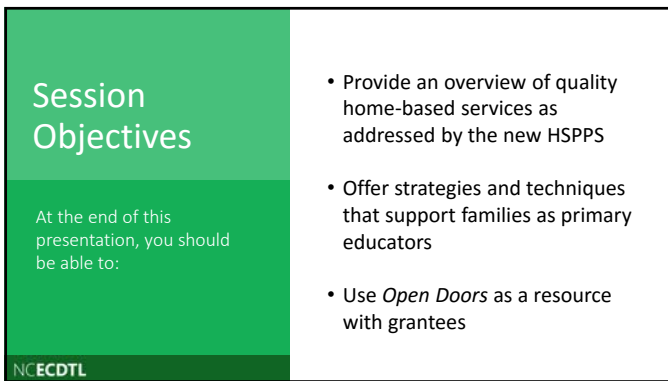 Session
Objectives
At the end of this
presentation, you should
be able to:
• Provide an overview of quality
home-based services as
addressed by the new HSPPS
• Offer strategies and techniques
that support families as primary
educators
• Use Open Doors as a resource
with grantees
NCECDTL